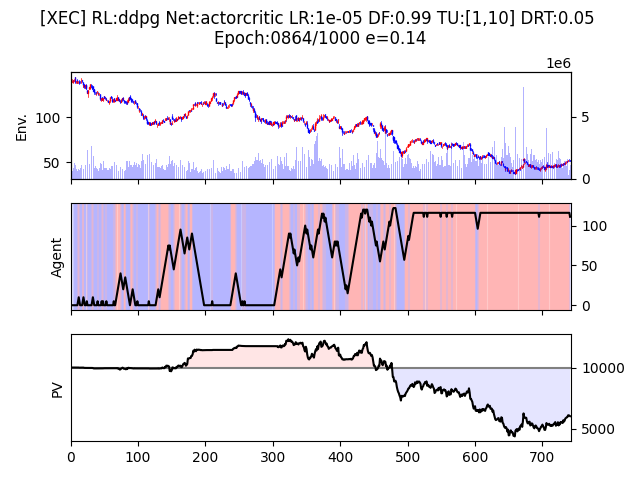 [XEC] RL:ddpg Net:actorcritic LR:1e-05 DF:0.99 TU:[1,10] DRT:0.05
Epoch:0864/1000 e=0.14
1e6
Env.
100
50
5
0
Agent
100
50
0
PV
10000
5000
0 100 200 300 400 500 600 700